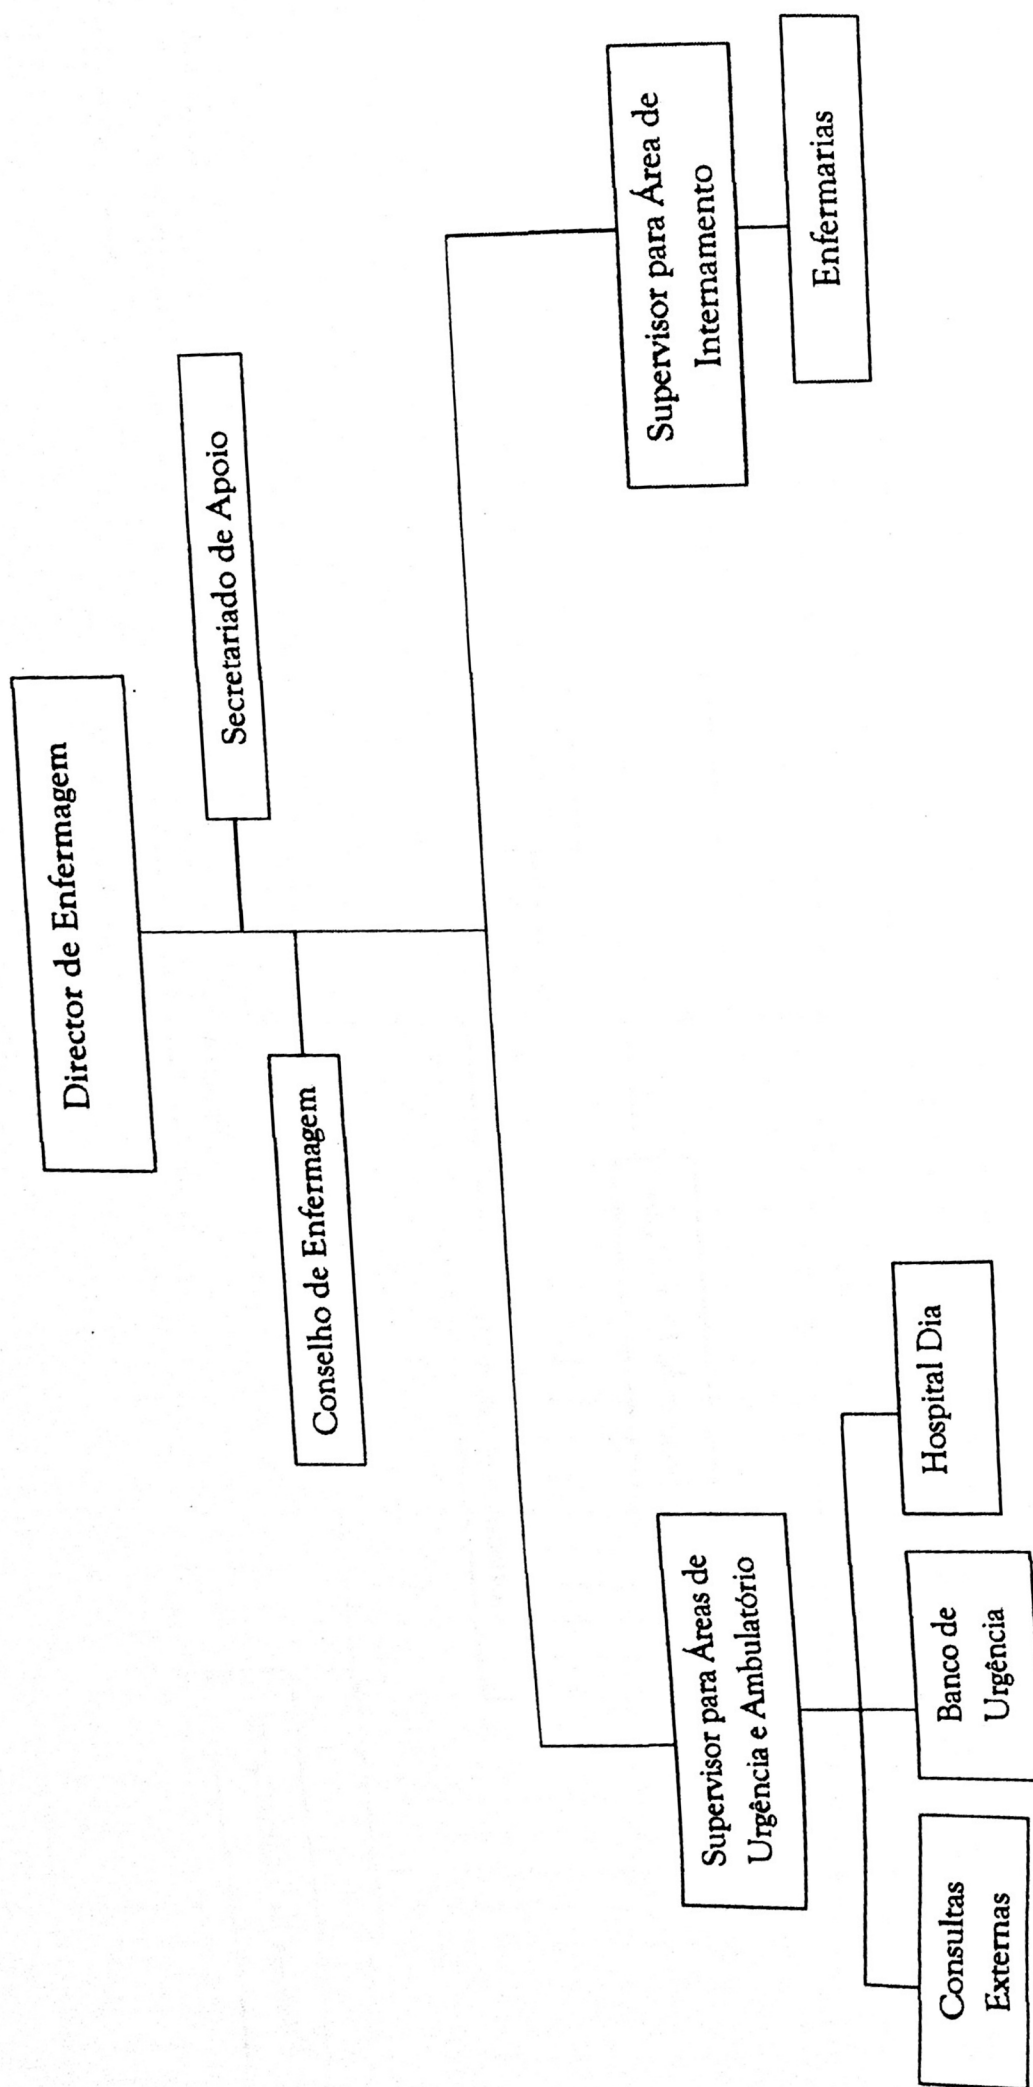 Director de Enfermagem
Secretariado de Apoio
Conselho de Enfermagem
Supervisor para Áreas de
Urgência e Ambulatório
Supervisor para Área de
Internamento
Consultas
Externas
Banco de
Urgência
Hospital Dia
Enfermarias